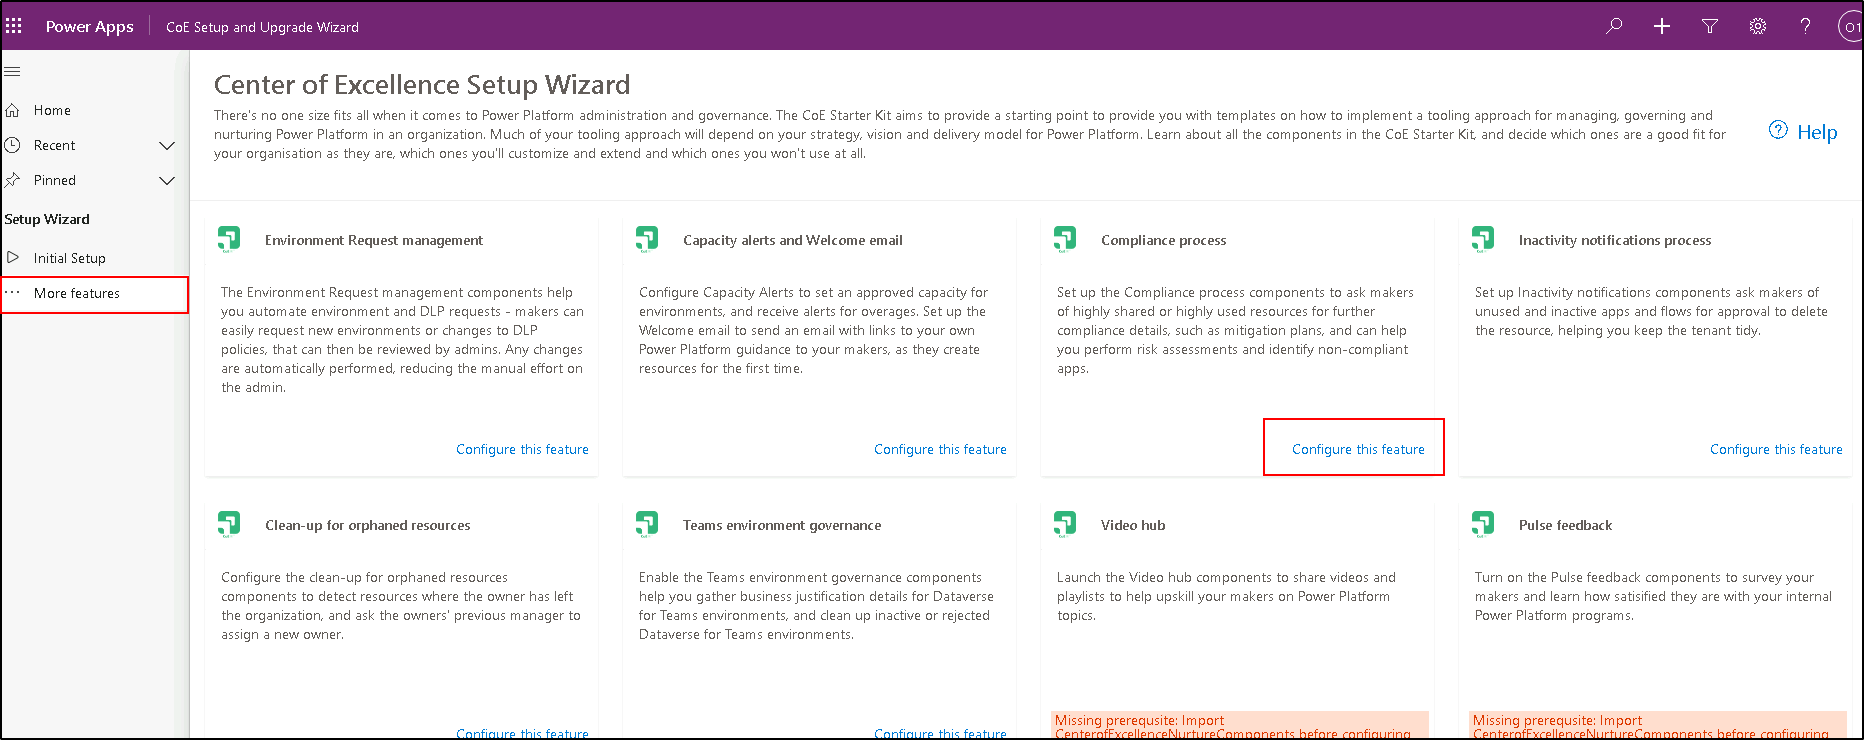 Power Apps
CoE Setup and Upgrade Wizard
Home
Recent
Pinned
Setup Wizard
Initial Setup
More features
Center of Excellence Setup Wizard
There's no one size fits all when it comes to Power Platform administration and governance. The CoE Starter Kit aims to provide a starting point to provide you with templates on how to implement a tooling approach for managing, governing and
nurturing Power Platform in an organization. Much of your tooling approach will depend on your strategy, vision and delivery model for Power Platform. Learn about all the components in the CoE Starter Kit, and decide which ones are a good fit for
your organisation as they are, which ones you'll customize and extend and which ones you won't use at all.
Help
Environment Request management
The Environment Request management components help
you automate environment and DLP requests - makers can
easily request new environments or changes to DLP
policies, that can then be reviewed by admins. Any changes
are automatically performed, reducing the manual effort on
the admin.
Configure this feature
Capacity alerts and Welcome email
Configure Capacity Alerts to set an approved capacity for
environments, and receive alerts for overages. Set up the
Welcome email to send an email with links to your own
Power Platform guidance to your makers, as they create
resources for the first time.
Configure this feature
Compliance process
Set up the Compliance process components to ask makers
of highly shared or highly used resources for further
compliance details, such as mitigation plans, and can help
you perform risk assessments and identify non-compliant
apps.
Configure this feature
Inactivity notifications process
Set up Inactivity notifications components ask makers of
unused and inactive apps and flows for approval to delete
the resource, helping you keep the tenant tidy.
Configure this feature
Clean-up for orphaned resources
Configure the clean-up for orphaned resources
components to detect resources where the owner has left
the organization, and ask the owners' previous manager to
assign a new owner.
Configure this feature
Teams environment governance
Enable the Teams environment governance components
help you gather business justification details for Dataverse
for Teams environments, and clean up inactive or rejected
Dataverse for Teams environments.
Configure this feature
Video hub
Launch the Video hub components to share videos and
playlists to help upskill your makers on Power Platform
topics.
Missing prerequsite: Import
CenterofExcellenceNurtureComponents before configuring
Pulse feedback
Turn on the Pulse feedback components to survey your
makers and learn how satisfied they are with your internal
Power Platform programs.
Missing prerequsite: Import
CenterofExcellenceNurtureComponents before configuring